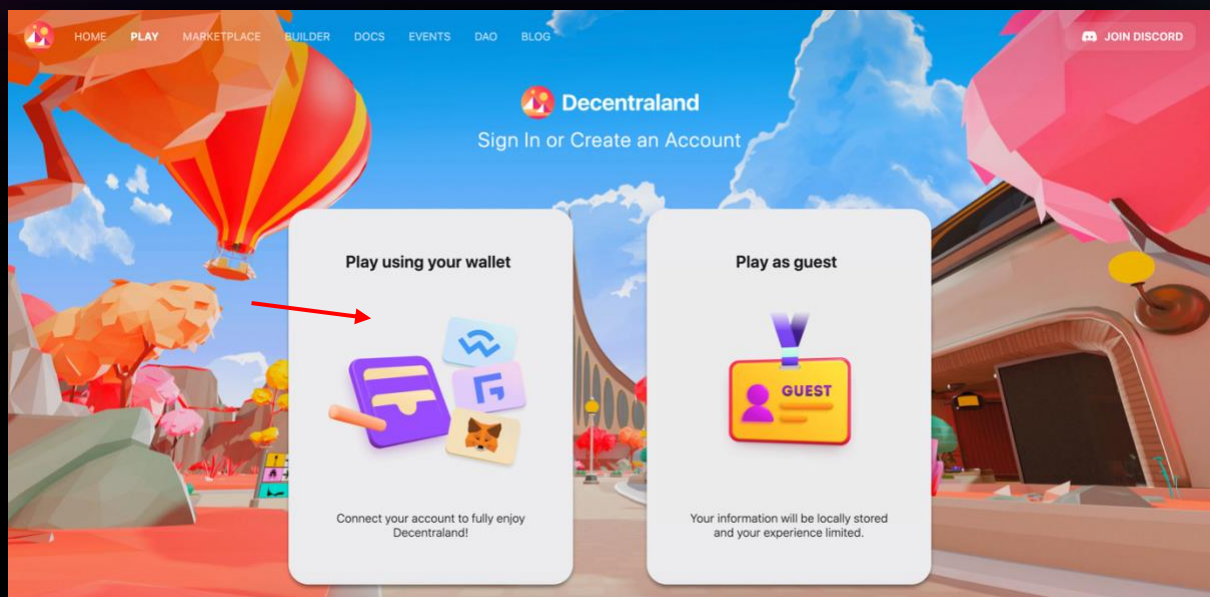 HOME PLAY MARKETPLACE BUILDER DOCS EVENTS DAO BLOG JOIN DISCORD
Decentraland
Sign In or Create an Account
Play using your wallet
Connect your account to fully enjoy
Decentraland!
Play as guest
GUEST
Your information will be locally stored
and your experience limited.